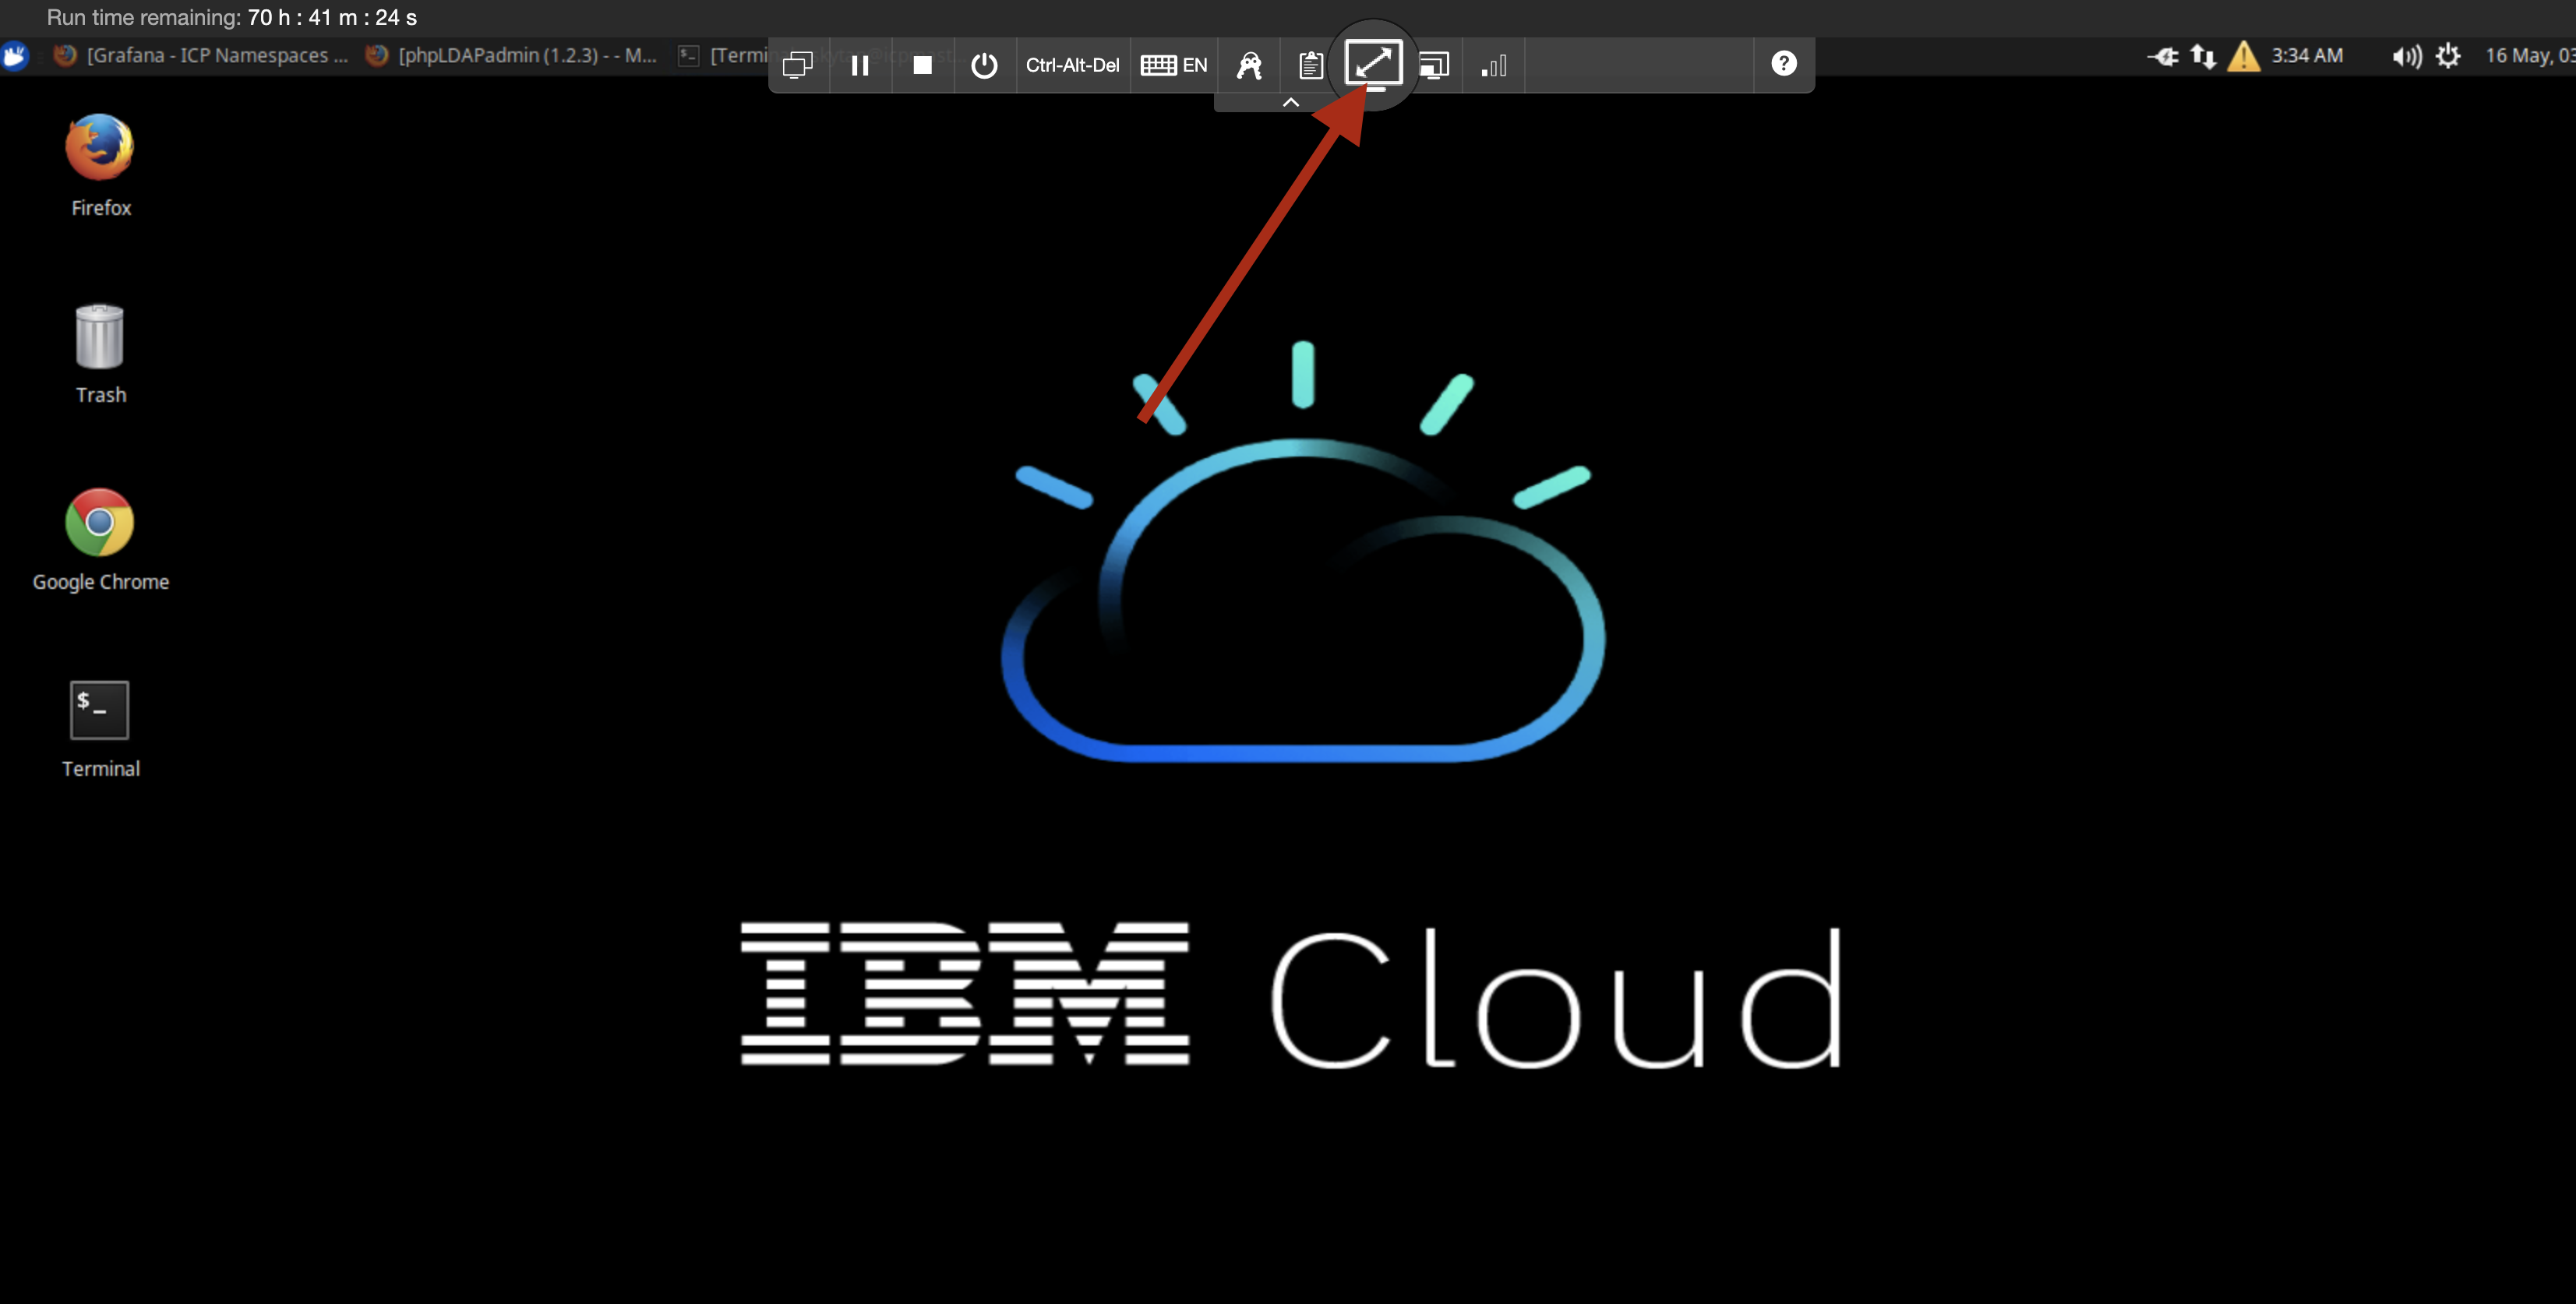 Run time remaining: 70 h : 41 m : 24 s
[Grafana - ICP Namespaces ... [phpLDAPadmin (1.2.3) - - M... [Termin
Ctrl-Alt-Del EN ?
3:34 AM 16 May, 03
Firefox
Trash
Google Chrome
$_
Terminal
IBM Cloud